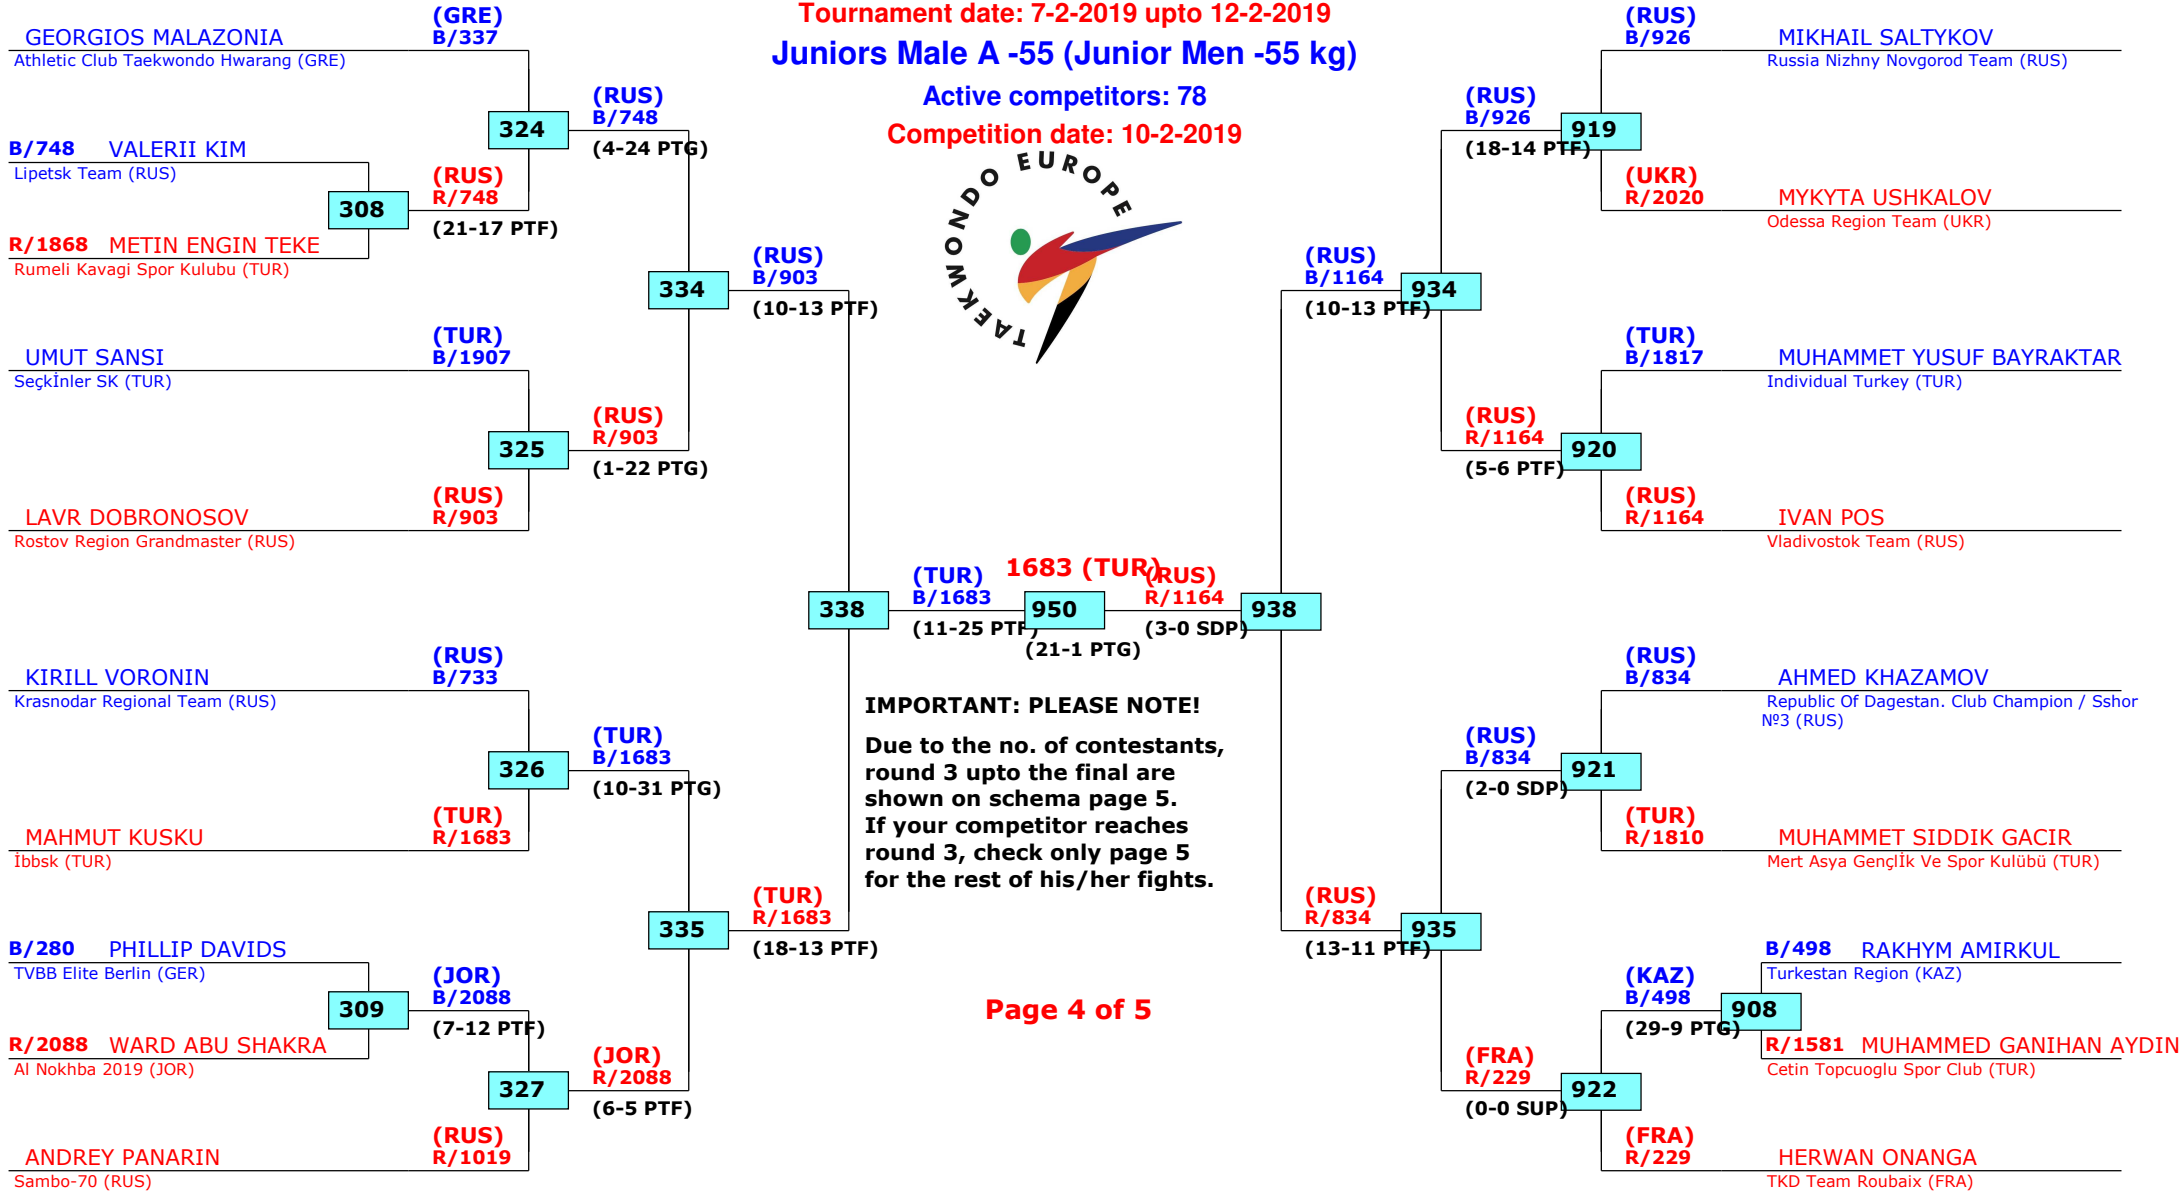 Tournament date: 7-2-2019 upto 12-2-2019
Juniors Male A -55 (Junior Men -55 kg)
Active competitors: 78
Competition date: 10-2-2019
TAEKWONDO EUROPE
(GRE)
GEORGIOS MALAZONIA B/337
Athletic Club Taekwondo Hwarang (GRE)
324
(RUS)
B/748
(4-24 PTG)
B/748 VALERII KIM
Lipetsk Team (RUS)
308
(RUS)
R/748
(21-17 PTF)
R/1868 METIN ENGIN TEKE
Rumeli Kavagi Spor Kulubu (TUR)
334
(RUS)
B/903
(10-13 PTF)
(TUR)
UMUT SANSI B/1907
Seçkİnler SK (TUR)
325
(RUS)
R/903
(1-22 PTG)
(RUS)
LAVR DOBRONOSOV R/903
Rostov Region Grandmaster (RUS)
338
(TUR)
B/1683
(11-25 PTF)
1683 (TUR)
950
(21-1 PTG)
(RUS)
R/1164
(3-0 SDP)
938
(RUS)
KIRILL VORONIN B/733
Krasnodar Regional Team (RUS)
326
(TUR)
B/1683
(10-31 PTG)
(TUR)
MAHMUT KUSKU R/1683
İbbsk (TUR)
335
(TUR)
R/1683
(18-13 PTF)
B/280 PHILLIP DAVIDS
TVBB Elite Berlin (GER)
309
(JOR)
B/2088
(7-12 PTF)
R/2088 WARD ABU SHAKRA
Al Nokhba 2019 (JOR)
327
(JOR)
R/2088
(6-5 PTF)
(RUS)
ANDREY PANARIN R/1019
Sambo-70 (RUS)
IMPORTANT: PLEASE NOTE!
Due to the no. of contestants,
round 3 upto the final are
shown on schema page 5.
If your competitor reaches
round 3, check only page 5
for the rest of his/her fights.
Page 4 of 5
(RUS)
B/926 MIKHAIL SALTYKOV
Russia Nizhny Novgorod Team (RUS)
(RUS)
B/926
(18-14 PTF)
919
(UKR)
R/2020 MYKYTA USHKALOV
Odessa Region Team (UKR)
(RUS)
B/1164
(10-13 PTF)
934
(TUR)
B/1817 MUHAMMET YUSUF BAYRAKTAR
Individual Turkey (TUR)
(RUS)
R/1164
(5-6 PTF)
920
(RUS)
R/1164 IVAN POS
Vladivostok Team (RUS)
(RUS)
B/834 AHMED KHAZAMOV
Republic Of Dagestan. Club Champion / Sshor
№3 (RUS)
(RUS)
B/834
(2-0 SDP)
921
(TUR)
R/1810 MUHAMMET SIDDIK GACIR
Mert Asya Gençlİk Ve Spor Kulübü (TUR)
(RUS)
R/834
(13-11 PTF)
935
B/498 RAKHYM AMIRKUL
Turkestan Region (KAZ)
(KAZ)
B/498
(29-9 PTG)
908
R/1581 MUHAMMED GANIHAN AYDIN
Cetin Topcuoglu Spor Club (TUR)
(FRA)
R/229
(0-0 SUP)
922
(FRA)
R/229 HERWAN ONANGA
TKD Team Roubaix (FRA)